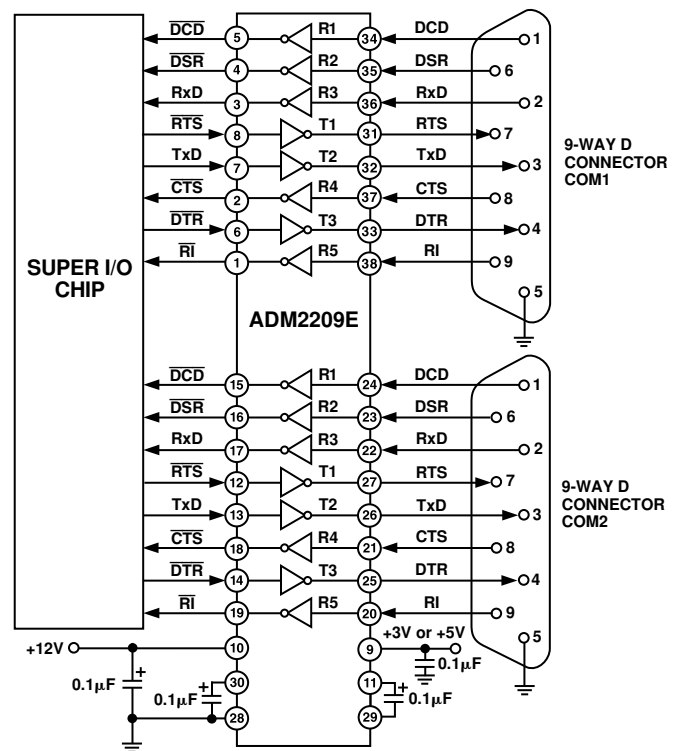 DCD 5 R1 34 DCD 1
DSR 4 R2 35 DSR 6
RxD 3 R3 36 RxD 2
RTS 8 T1 31 RTS 7
TxD 7 T2 32 TxD 3
CTS 2 R4 37 CTS 8
DTR 6 T3 33 DTR 4
RI 1 R5 38 RI 9
5
9-WAY D
CONNECTOR
COM1
SUPER I/O
CHIP
ADM2209E
DCD 15 R1 24 DCD 1
DSR 16 R2 23 DSR 6
RxD 17 R3 22 RxD 2
RTS 12 T1 27 RTS 7
TxD 13 T2 26 TxD 3
CTS 18 R4 21 CTS 8
DTR 14 T3 25 DTR 4
RI 19 R5 20 RI 9
5
9-WAY D
CONNECTOR
COM2
+12V 10 9 +3V or +5V
0.1μF + 0.1μF
30 11
0.1μF + + 0.1μF
28 29